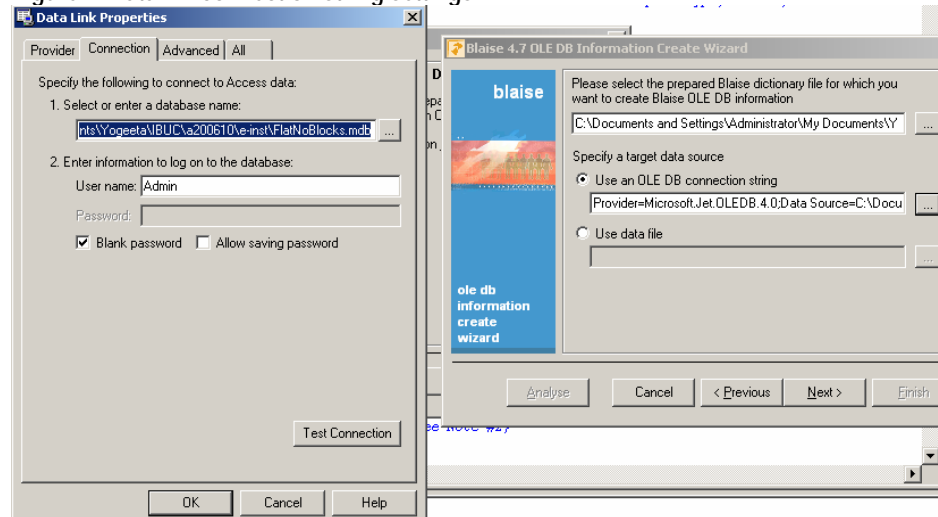 Data Link Properties
Provider Connection Advanced All
Specify the following to connect to Access data:
1. Select or enter a database name:
nts\Yogeeta\IBUC\a200610\e-inst\FlatNoBlocks.mdb ...
2. Enter information to log on to the database:
User name: Admin
Password:
Blank password Allow saving password
Test Connection
OK Cancel Help
Blaise 4.7 OLE DB Information Create Wizard
blaise
ole db
information
create
wizard
Please select the prepared Blaise dictionary file for which you
want to create Blaise OLE DB information
C:\Documents and Settings\Administrator\My Documents\Y ...
Specify a target data source
Use an OLE DB connection string
Provider=Microsoft.Jet.OLEDB.4.0;Data Source=C:\Docu ...
Use data file
...
Analyse Cancel < Previous Next > Finish